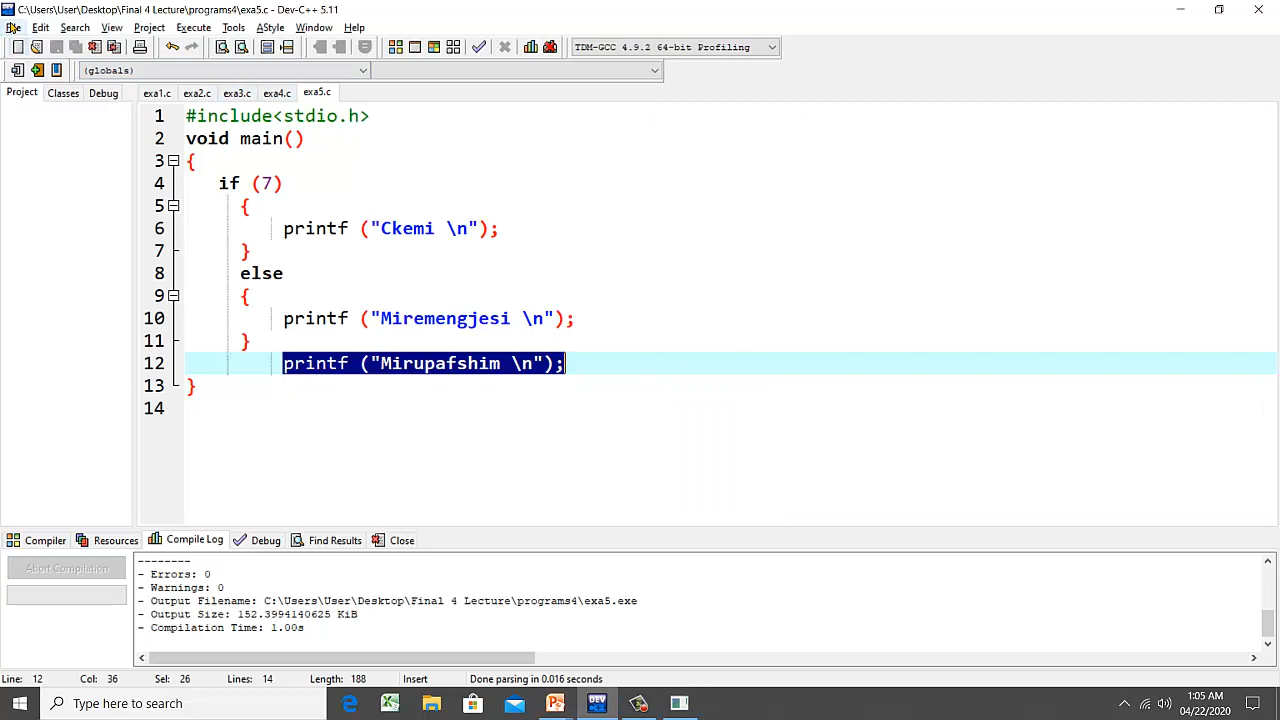 C:\Users\User\Desktop\Final 4 Lecture\programs4\exa5.c - Dev-C++ 5.11
File Edit Search View Project Execute Tools AStyle Window Help
TDM-GCC 4.9.2 64-bit Profiling
(globals)
Project Classes Debug exa1.c exa2.c exa3.c exa4.c exa5.c
1 #include<stdio.h>
2 void main()
3 {
4 if (7)
5 {
6 printf ("Ckemi \n");
7 }
8 else
9 {
10 printf ("Miremengjesi \n");
11 }
12 printf ("Mirupafshim \n");
13 }
14
Compiler Resources Compile Log Debug Find Results Close
Abort Compilation
--------
- Errors: 0
- Warnings: 0
- Output Filename: C:\Users\User\Desktop\Final 4 Lecture\programs4\exa5.exe
- Output Size: 152.3994140625 KiB
- Compilation Time: 1.00s
Line: 12 Col: 36 Sel: 26 Lines: 14 Length: 188 Insert Done parsing in 0.016 seconds
Type here to search
DEV
1:05 AM
04/22/2020